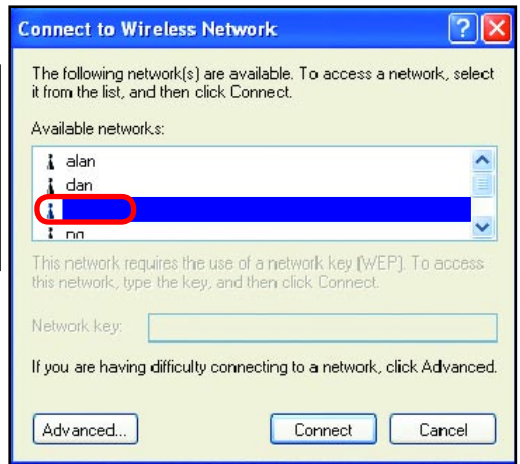 Connect to Wireless Network
The following network(s) are available. To access a network, select
it from the list, and then click Connect.
Available networks:
alan
dan
This network requires the use of a network key (WEP). To access
this network, type the key, and then click Connect.
Network key:
If you are having difficulty connecting to a network, click Advanced.
Advanced...
Connect
Cancel